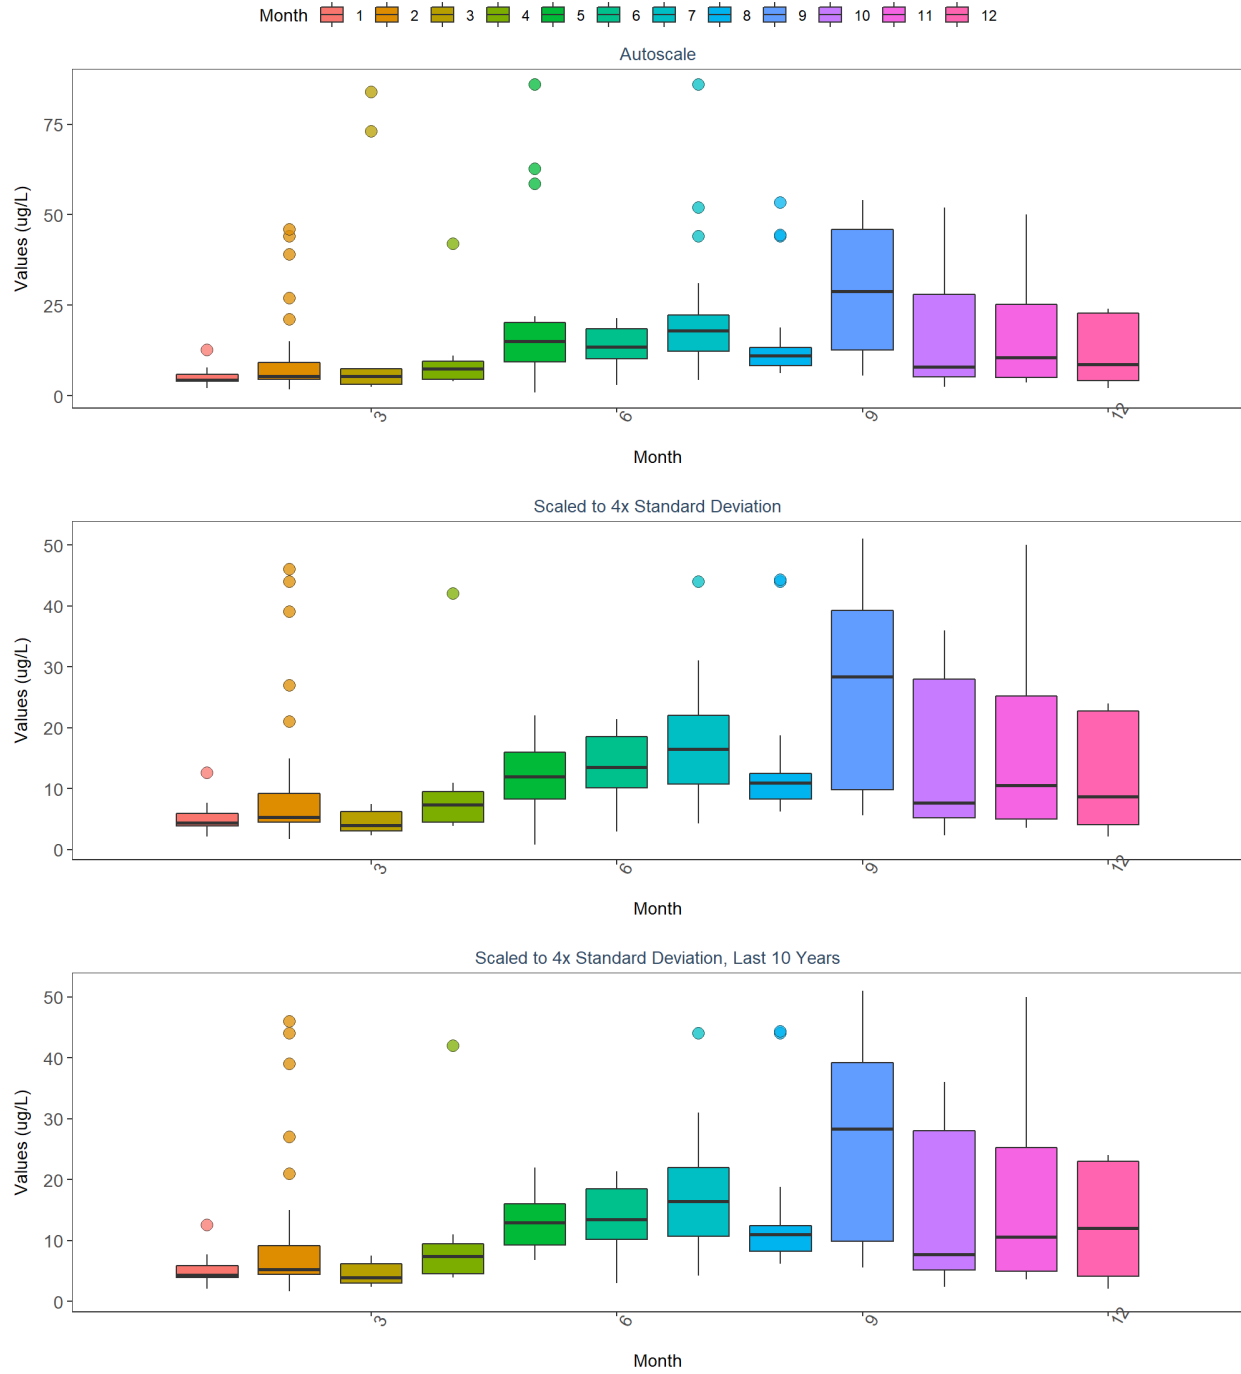 Month 1 2 3 4 5 6 7 8 9 10 11 12
Autoscale
Values (ug/L)
75
50
25
0
3 6 9 12
Month
Scaled to 4x Standard Deviation
Values (ug/L)
50
40
30
20
10
0
3 6 9 12
Month
Scaled to 4x Standard Deviation, Last 10 Years
Values (ug/L)
50
40
30
20
10
0
3 6 9 12
Month